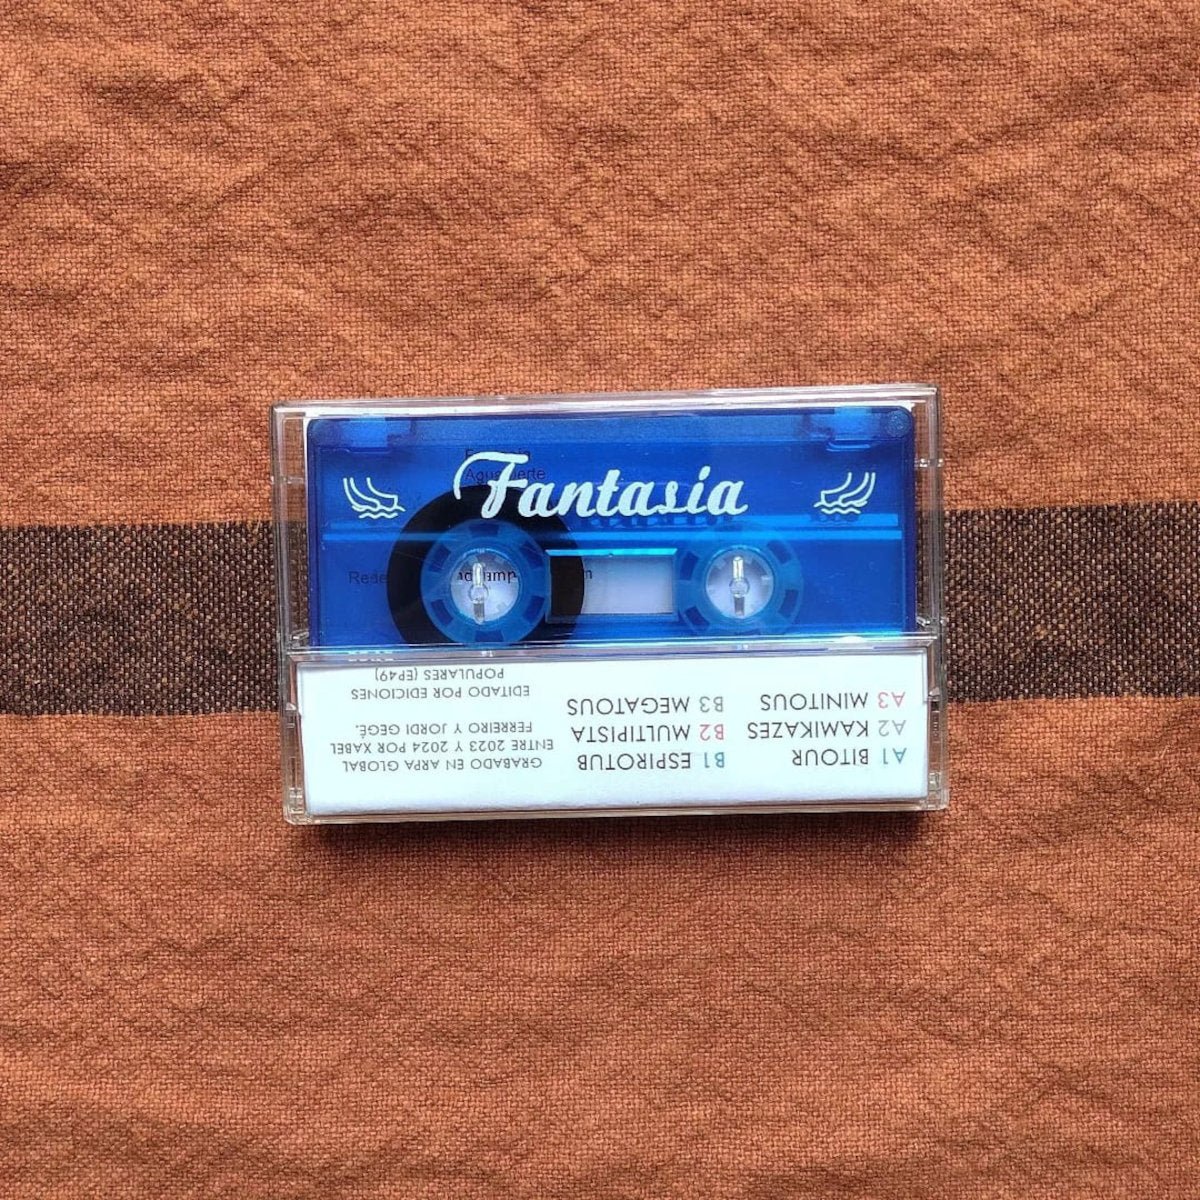 Fantasia
A1 BITOUR
A2 KAMIKAZES
A3 MINITOUS
B1 ESPIROTUB
B2 MULTIPISTA
B3 MEGATOUS
GRABADO EN ARPA GLOBAL
ENTRE 2023 Y 2024 POR XABEL
FERREIRO Y JORDI GEGÉ.
EDITADO POR EDICIONES
POPULARES (EP49)